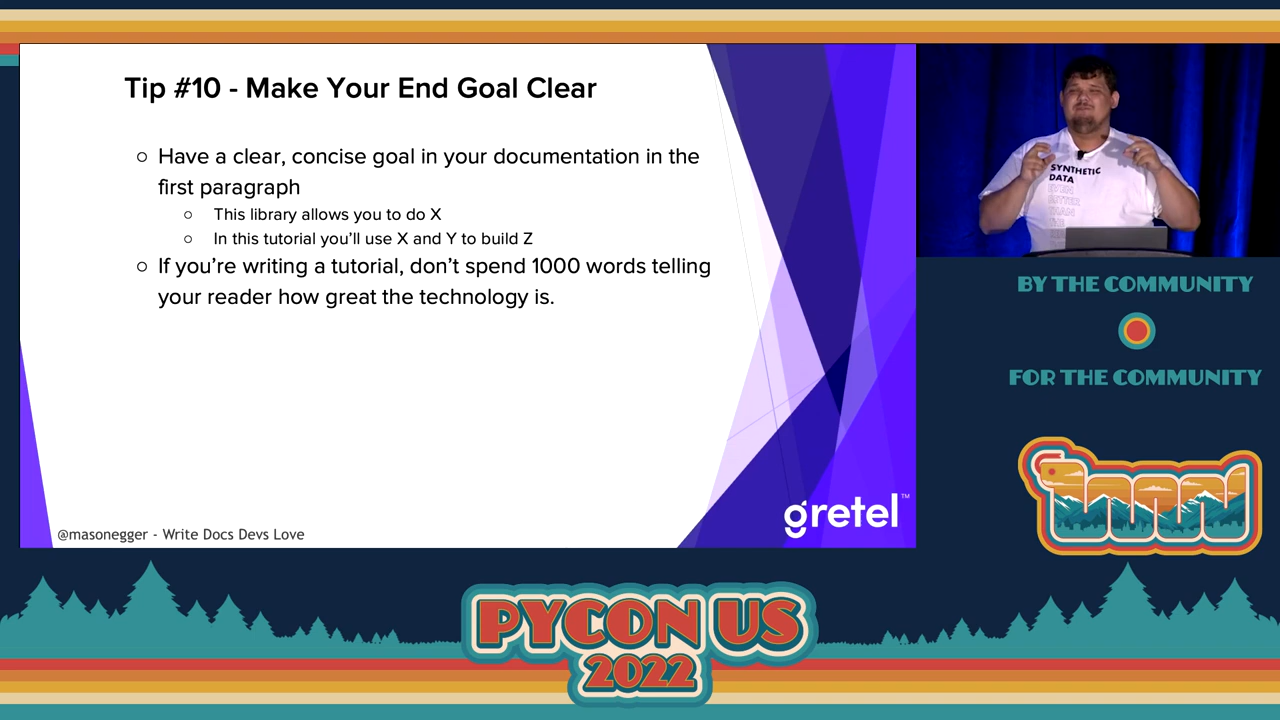 Tip #10 - Make Your End Goal Clear
○ Have a clear, concise goal in your documentation in the
first paragraph
○ This library allows you to do X
○ In this tutorial you’ll use X and Y to build Z
○ If you’re writing a tutorial, don’t spend 1000 words telling
your reader how great the technology is.
gretel™
@masonegger - Write Docs Devs Love
SYNTHETIC
DATA
BY THE COMMUNITY
FOR THE COMMUNITY
PYCON US
2022